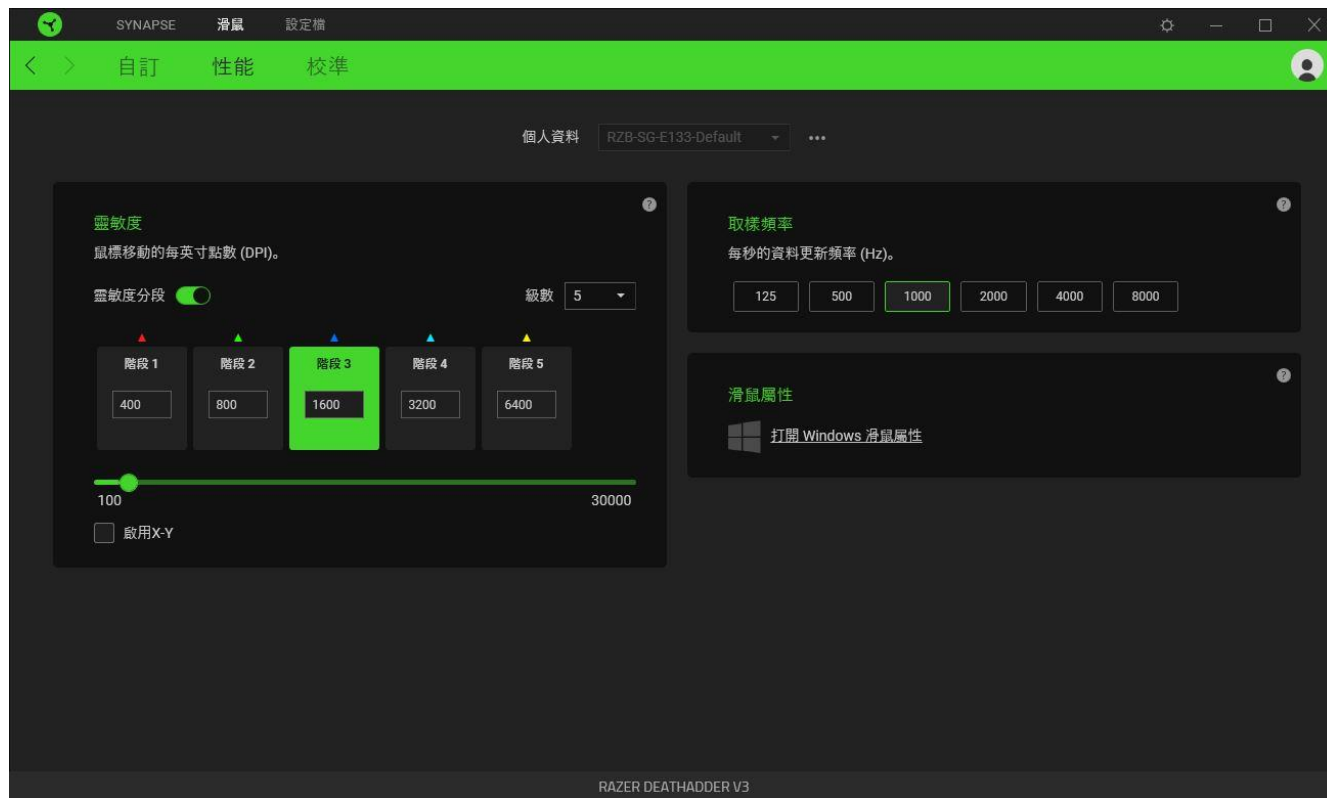 SYNAPSE 滑鼠 設定檔
自訂 性能 校準
個人資料 RZB-SG-E133-Default
靈敏度
鼠標移動的每英寸點數 (DPI)。
靈敏度分段 級數 5
階段 1 階段 2 階段 3 階段 4 階段 5
400 800 1600 3200 6400
100 30000
啟用X-Y
取樣頻率
每秒的資料更新頻率 (Hz)。
125 500 1000 2000 4000 8000
滑鼠屬性
打開 Windows 滑鼠屬性
RAZER DEATHADDER V3